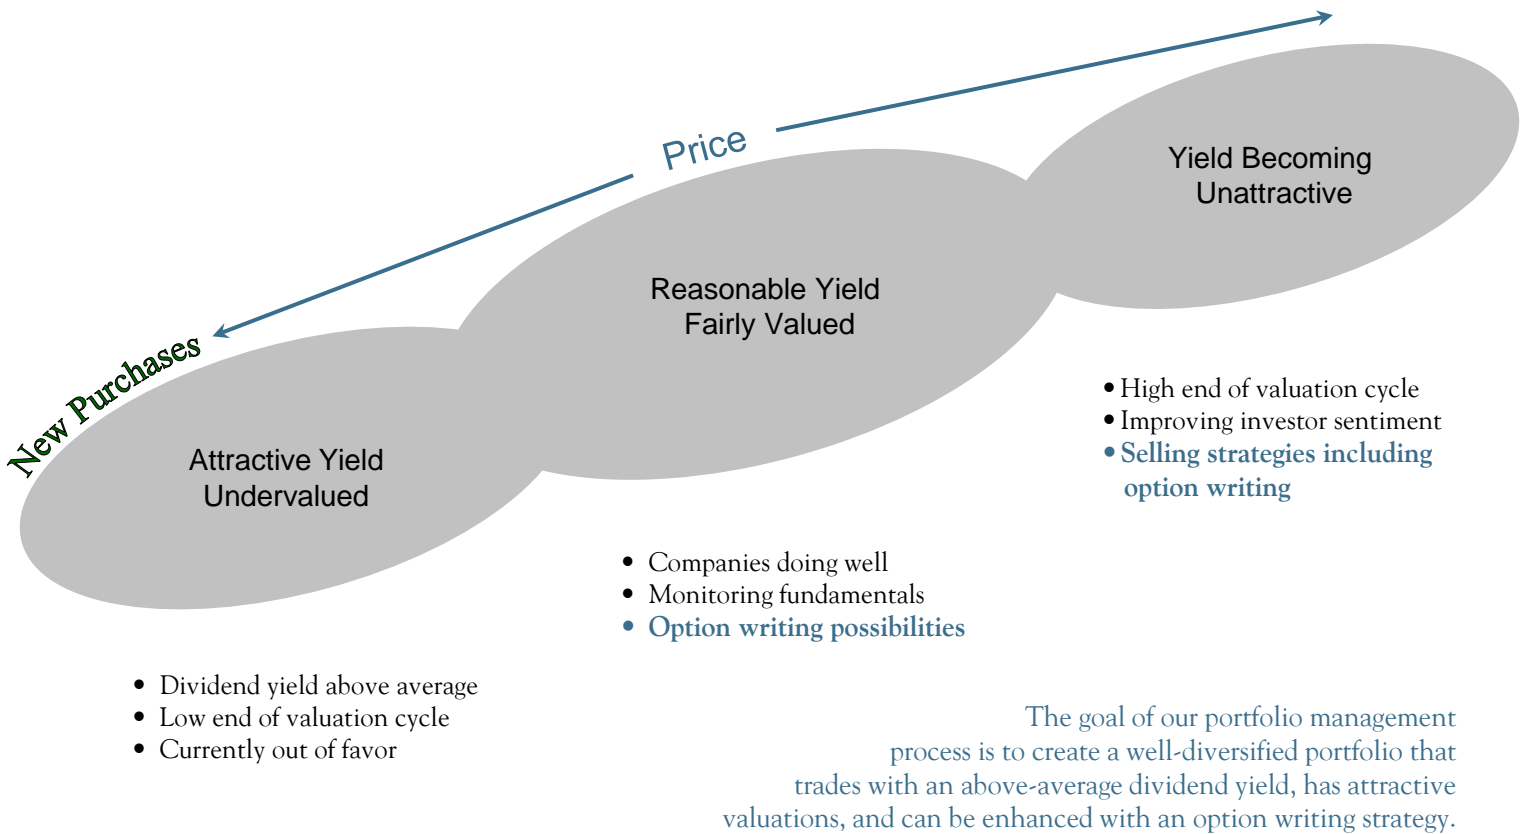 Price
Yield Becoming
Unattractive
Reasonable Yield
Fairly Valued
New Purchases
Attractive Yield
Undervalued
• High end of valuation cycle
• Improving investor sentiment
• Selling strategies including
option writing
• Companies doing well
• Monitoring fundamentals
• Option writing possibilities
• Dividend yield above average
• Low end of valuation cycle
• Currently out of favor
The goal of our portfolio management
process is to create a well-diversified portfolio that
trades with an above-average dividend yield, has attractive
valuations, and can be enhanced with an option writing strategy.